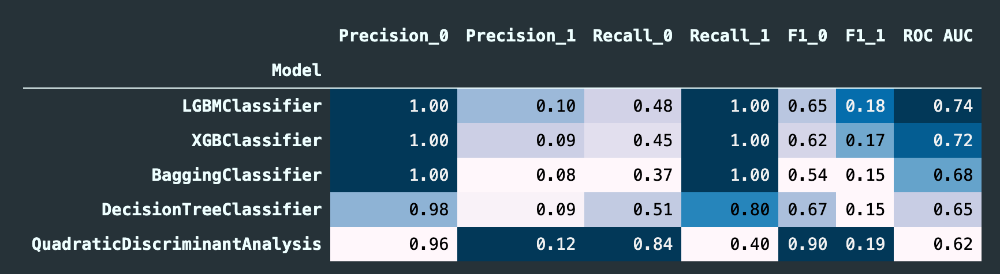 Precision_0 Precision_1 Recall_0 Recall_1 F1_0 F1_1 ROC AUC
Model
LGBMClassifier 1.00 0.10 0.48 1.00 0.65 0.18 0.74
XGBClassifier 1.00 0.09 0.45 1.00 0.62 0.17 0.72
BaggingClassifier 1.00 0.08 0.37 1.00 0.54 0.15 0.68
DecisionTreeClassifier 0.98 0.09 0.51 0.80 0.67 0.15 0.65
QuadraticDiscriminantAnalysis 0.96 0.12 0.84 0.40 0.90 0.19 0.62